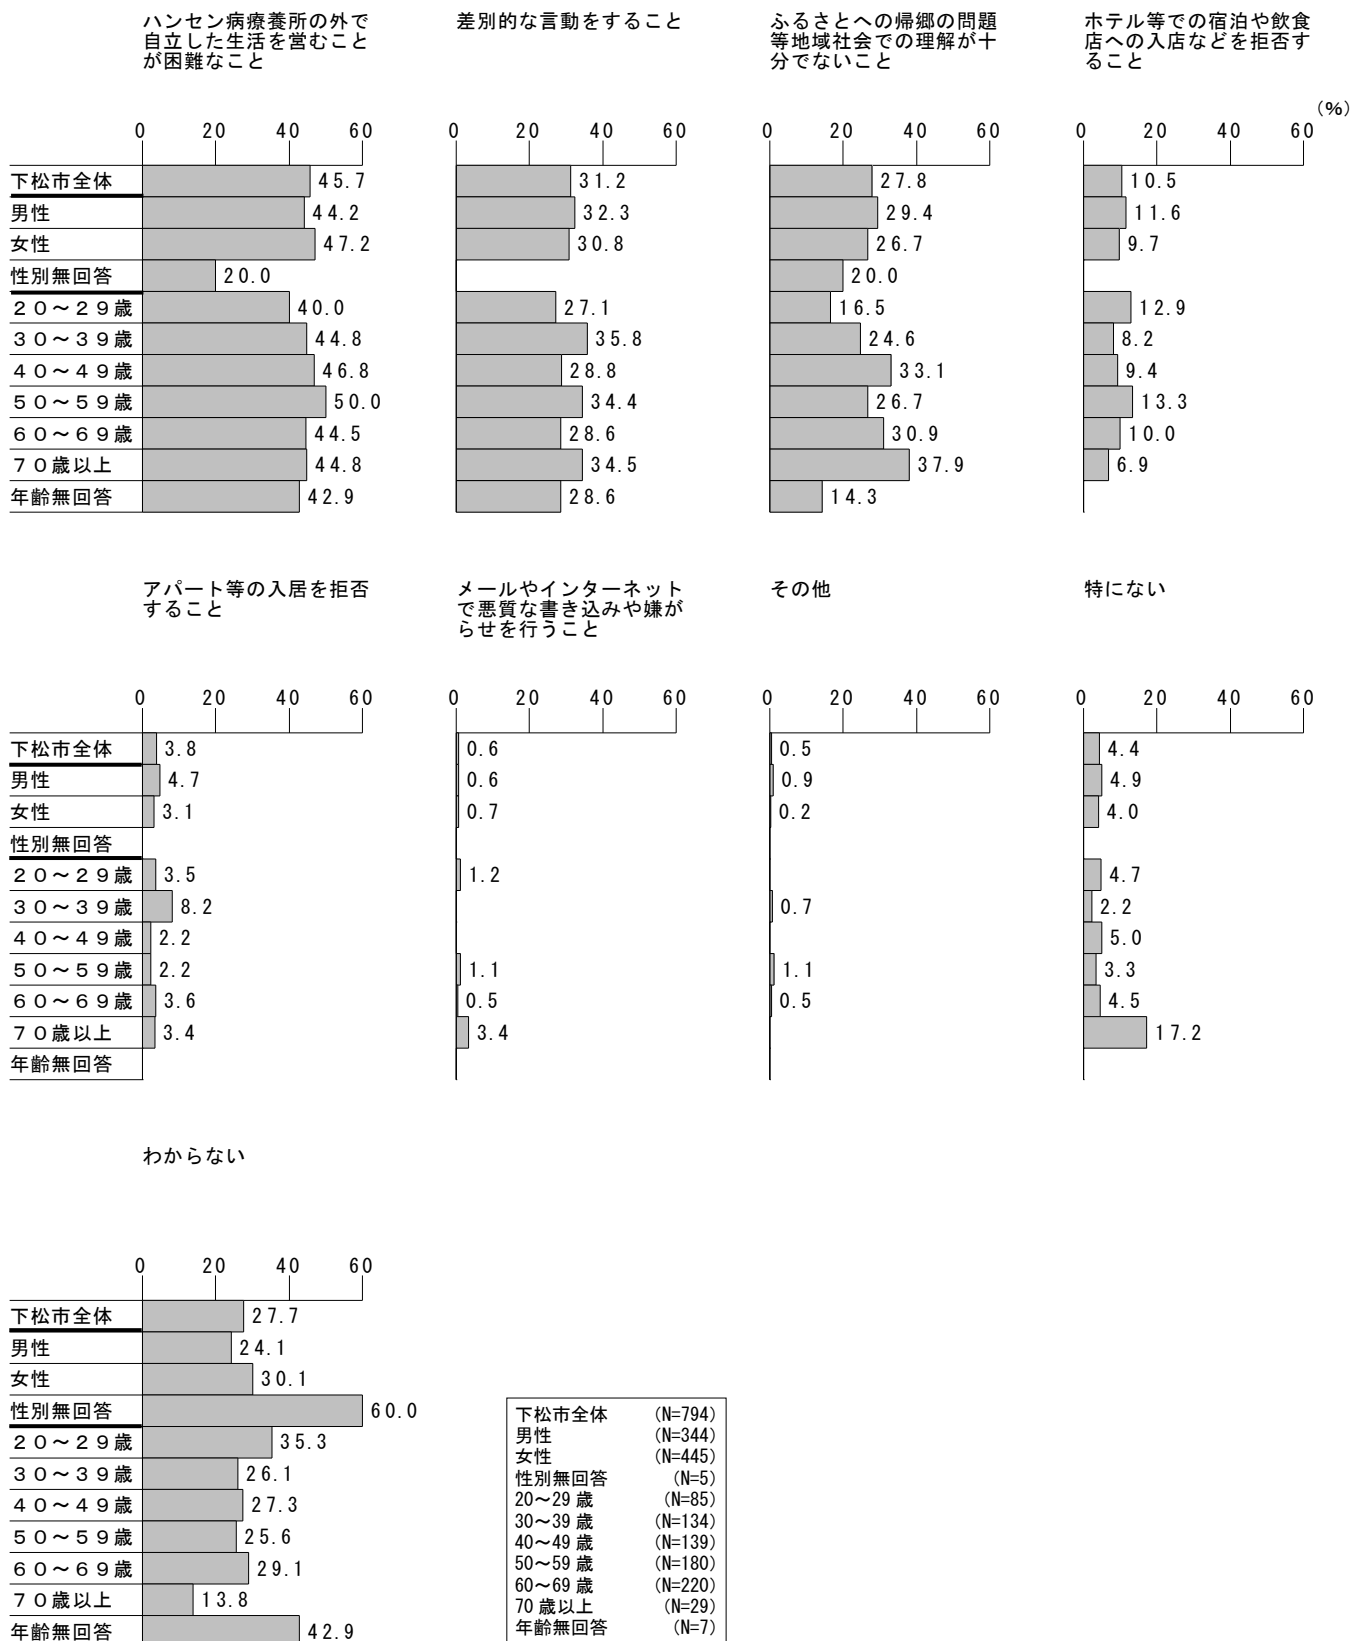 ハンセン病療養所の外で
自立した生活を営むこと
が困難なこと
差別的な言動をすること
ふるさとへの帰郷の問題
等地域社会での理解が十
分でないこと
ホテル等での宿泊や飲食
店への入店などを拒否す
ること
(%)
0 20 40 60 0 20 40 60 0 20 40 60 0 20 40 60
下松市全体 45.7 31.2 27.8 10.5
男性 44.2 32.3 29.4 11.6
女性 47.2 30.8 26.7 9.7
性別無回答 20.0 20.0
20～29歳 40.0 27.1 16.5 12.9
30～39歳 44.8 35.8 24.6 8.2
40～49歳 46.8 28.8 33.1 9.4
50～59歳 50.0 34.4 26.7 13.3
60～69歳 44.5 28.6 30.9 10.0
70歳以上 44.8 34.5 37.9 6.9
年齢無回答 42.9 28.6 14.3
アパート等の入居を拒否
すること
メールやインターネット
で悪質な書き込みや嫌が
らせを行うこと
その他
特にない
0 20 40 60 0 20 40 60 0 20 40 60 0 20 40 60
下松市全体 3.8 0.6 0.5 4.4
男性 4.7 0.6 0.9 4.9
女性 3.1 0.7 0.2 4.0
性別無回答
20～29歳 3.5 1.2 4.7
30～39歳 8.2 0.7 2.2
40～49歳 2.2 5.0
50～59歳 2.2 1.1 1.1 3.3
60～69歳 3.6 0.5 0.5 4.5
70歳以上 3.4 3.4 17.2
年齢無回答
わからない
0 20 40 60
下松市全体 27.7
男性 24.1
女性 30.1
性別無回答 60.0
20～29歳 35.3
30～39歳 26.1
40～49歳 27.3
50～59歳 25.6
60～69歳 29.1
70歳以上 13.8
年齢無回答 42.9
下松市全体 (N=794)
男性 (N=344)
女性 (N=445)
性別無回答 (N=5)
20～29 歳 (N=85)
30～39 歳 (N=134)
40～49 歳 (N=139)
50～59 歳 (N=180)
60～69 歳 (N=220)
70 歳以上 (N=29)
年齢無回答 (N=7)